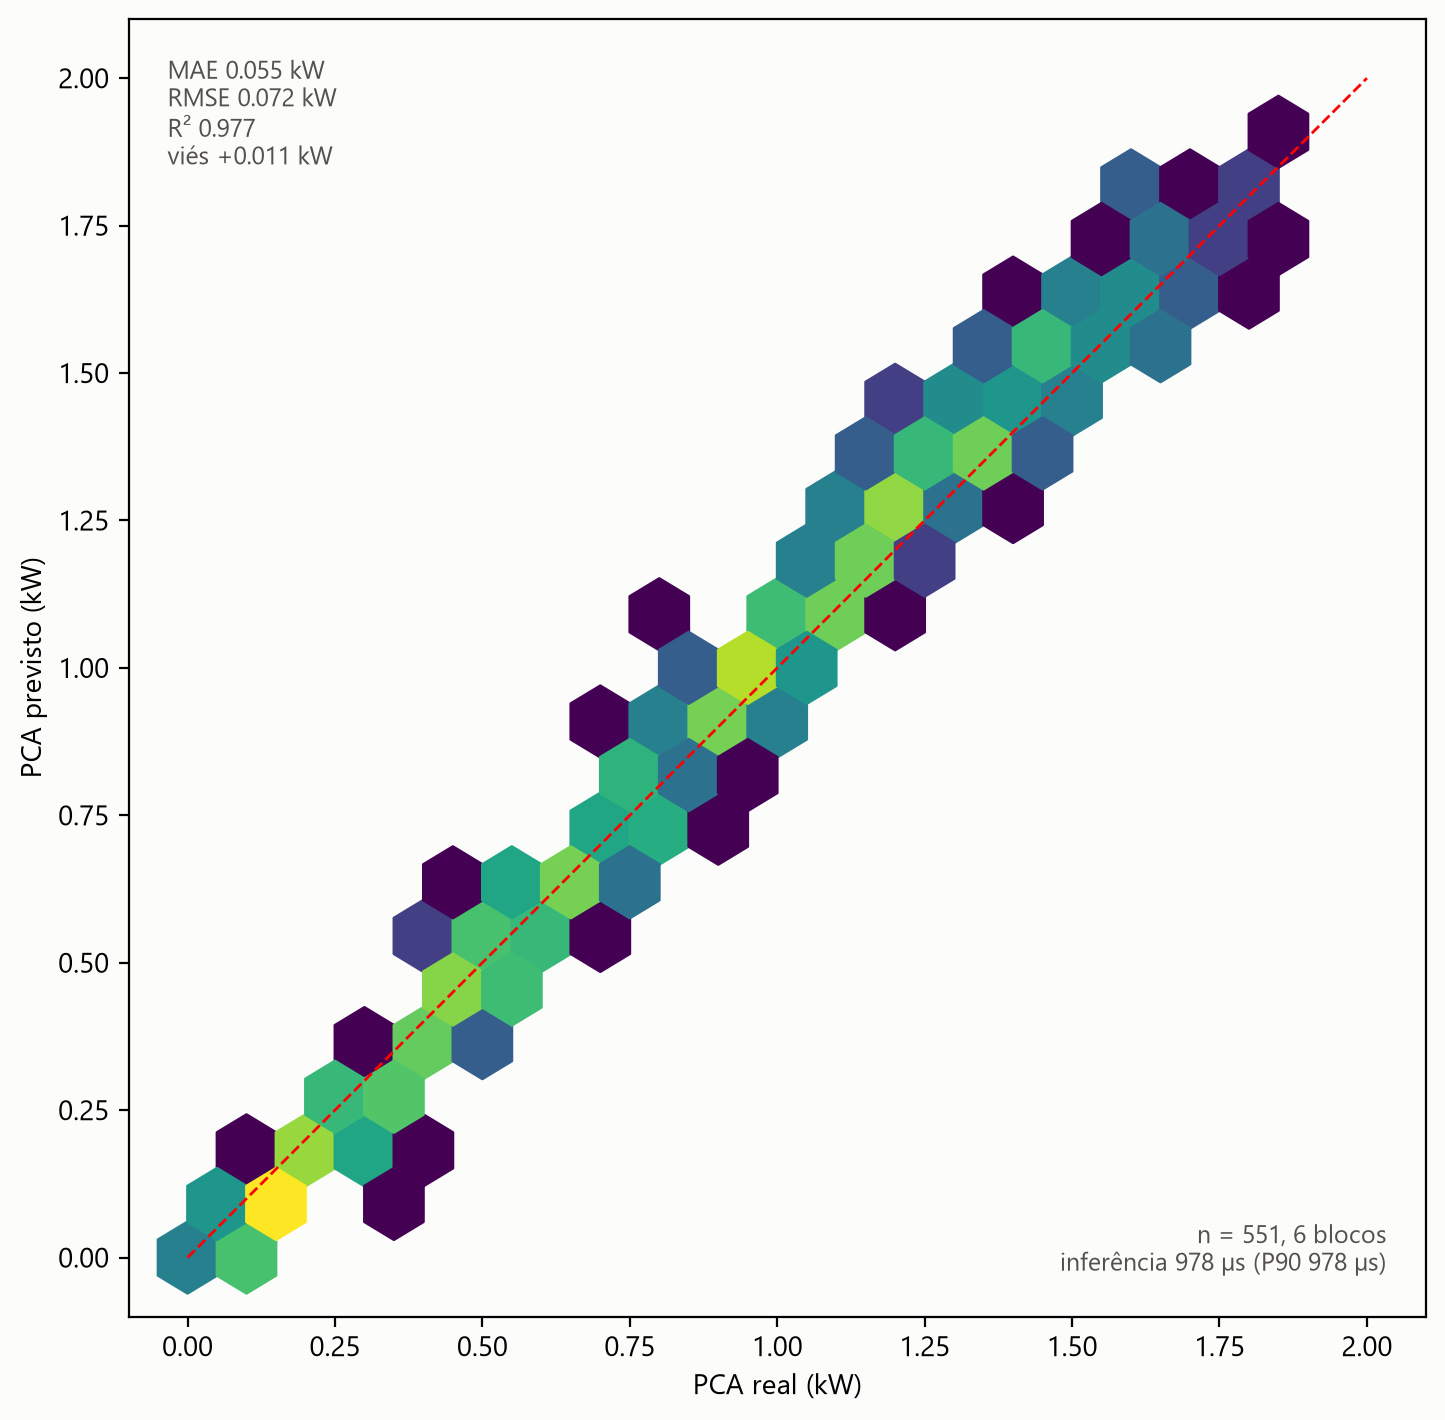 MAE 0.055 kW
RMSE 0.072 kW
R² 0.977
viés +0.011 kW
2.00
1.75
1.50
1.25
1.00
0.75
0.50
0.25
0.00
PCA previsto (kW)
n = 551, 6 blocos
inferência 978 µs (P90 978 µs)
0.00 0.25 0.50 0.75 1.00 1.25 1.50 1.75 2.00
PCA real (kW)